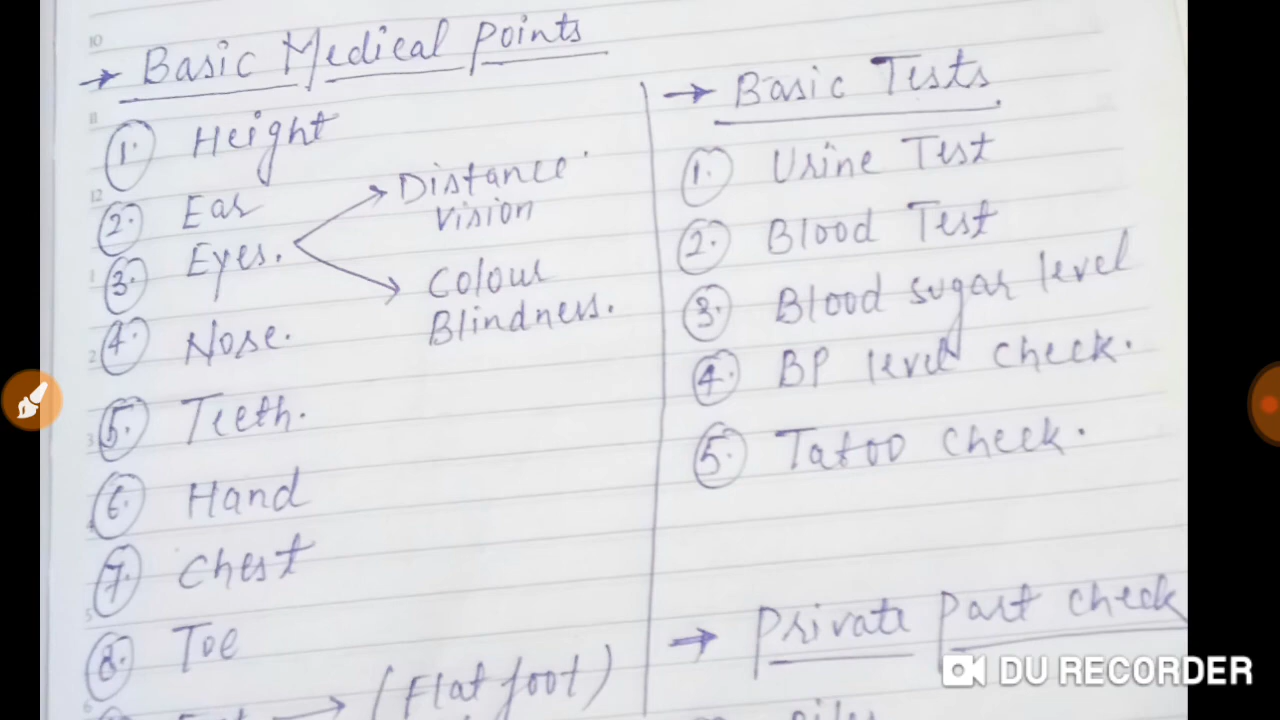 → Basic Medical Points
① Height
② Ear
③ Eyes.
Distance
vision
Colour
Blindness.
④ Nose.
⑤ Teeth.
⑥ Hand
⑦ Chest
⑧ Toe
→ (Flat foot)
→ Basic Tests
① Urine Test
② Blood Test
③ Blood sugar level
④ BP level check.
⑤ Tatoo check.
→ Private Part check
DU RECORDER